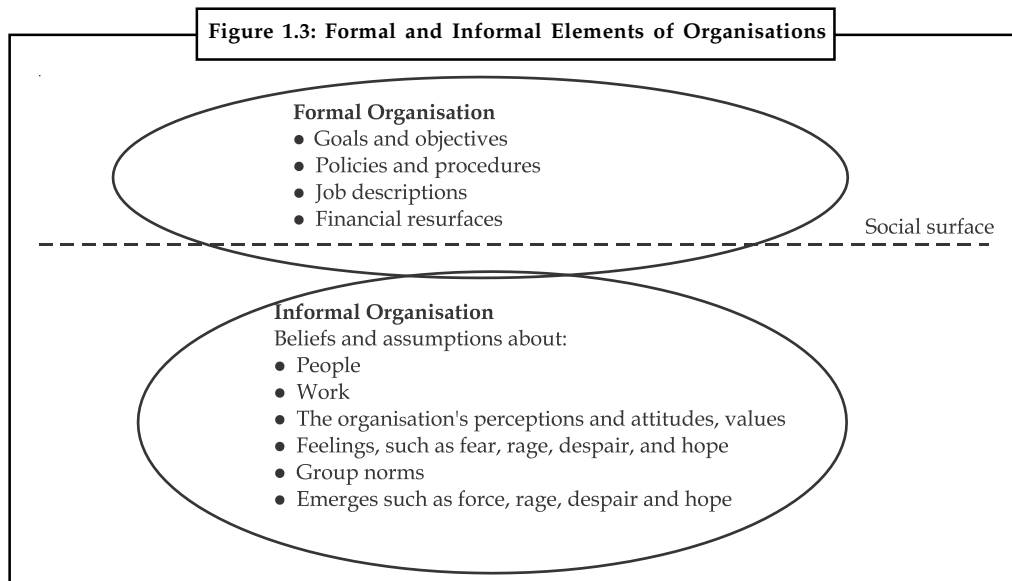 Figure 1.3: Formal and Informal Elements of Organisations
Formal Organisation
● Goals and objectives
● Policies and procedures
● Job descriptions
● Financial resurfaces
Social surface
Informal Organisation
Beliefs and assumptions about:
● People
● Work
● The organisation's perceptions and attitudes, values
● Feelings, such as fear, rage, despair, and hope
● Group norms
● Emerges such as force, rage, despair and hope